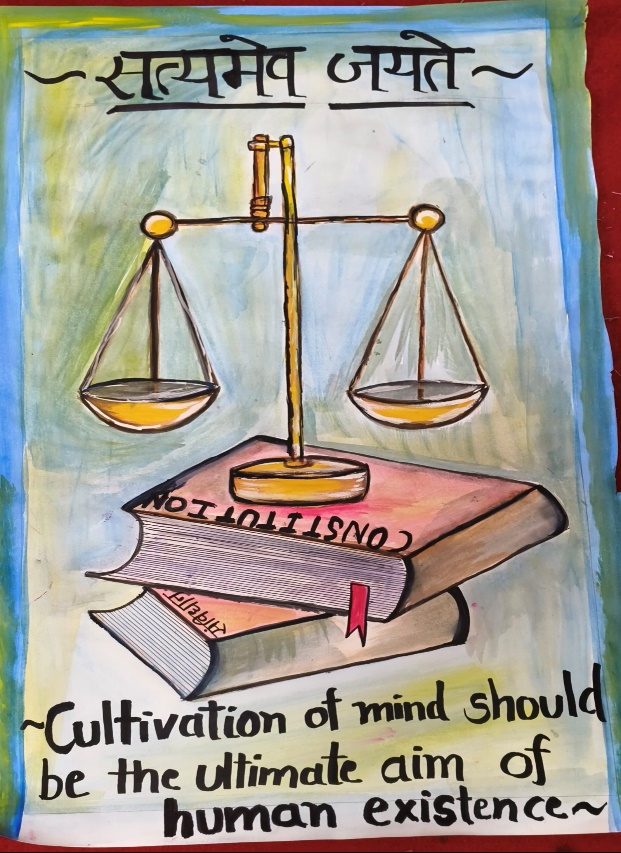 ~ सत्यमेव जयते ~
CONSTITUTION
संविधान
~Cultivation of mind should
be the ultimate aim of
human existence~